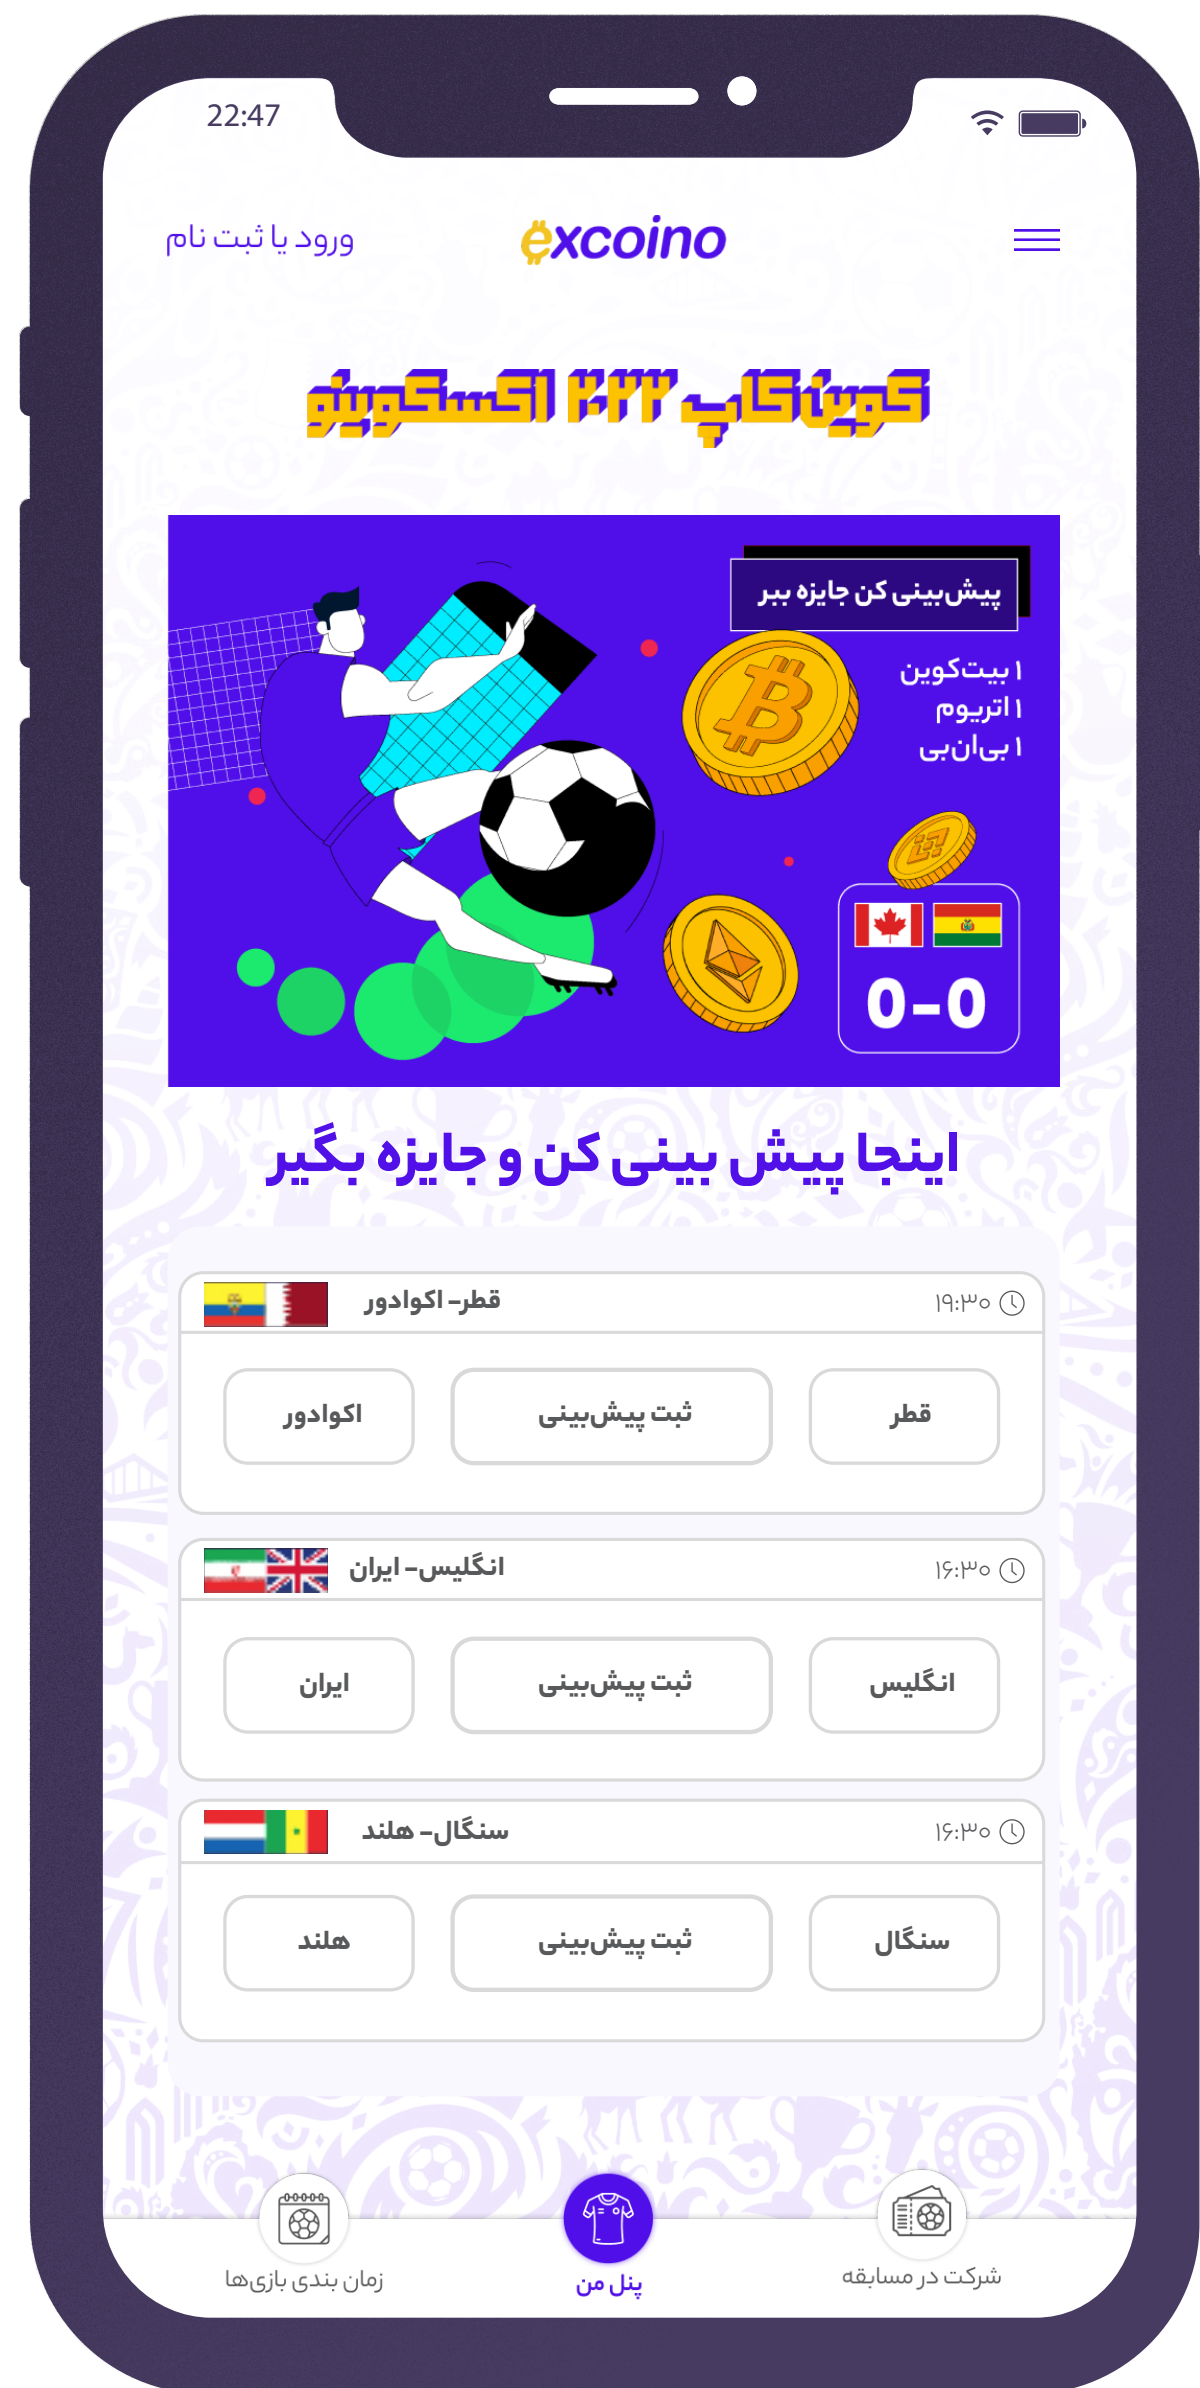 22:47
ورود یا ثبت نام
excoino
کوین‌کاپ ۲۰۲۲ اکسکوینو
پیش‌بینی کن جایزه ببر
۱ بیت‌کوین
۱ اتریوم
۱ بی‌ان‌بی
0-0
اینجا پیش بینی کن و جایزه بگیر
۱۹:۳۰
قطر- اکوادور
قطر
ثبت پیش‌بینی
اکوادور
۱۶:۳۰
انگلیس- ایران
انگلیس
ثبت پیش‌بینی
ایران
۱۶:۳۰
سنگال- هلند
سنگال
ثبت پیش‌بینی
هلند
شرکت در مسابقه
پنل من
زمان بندی بازی‌ها